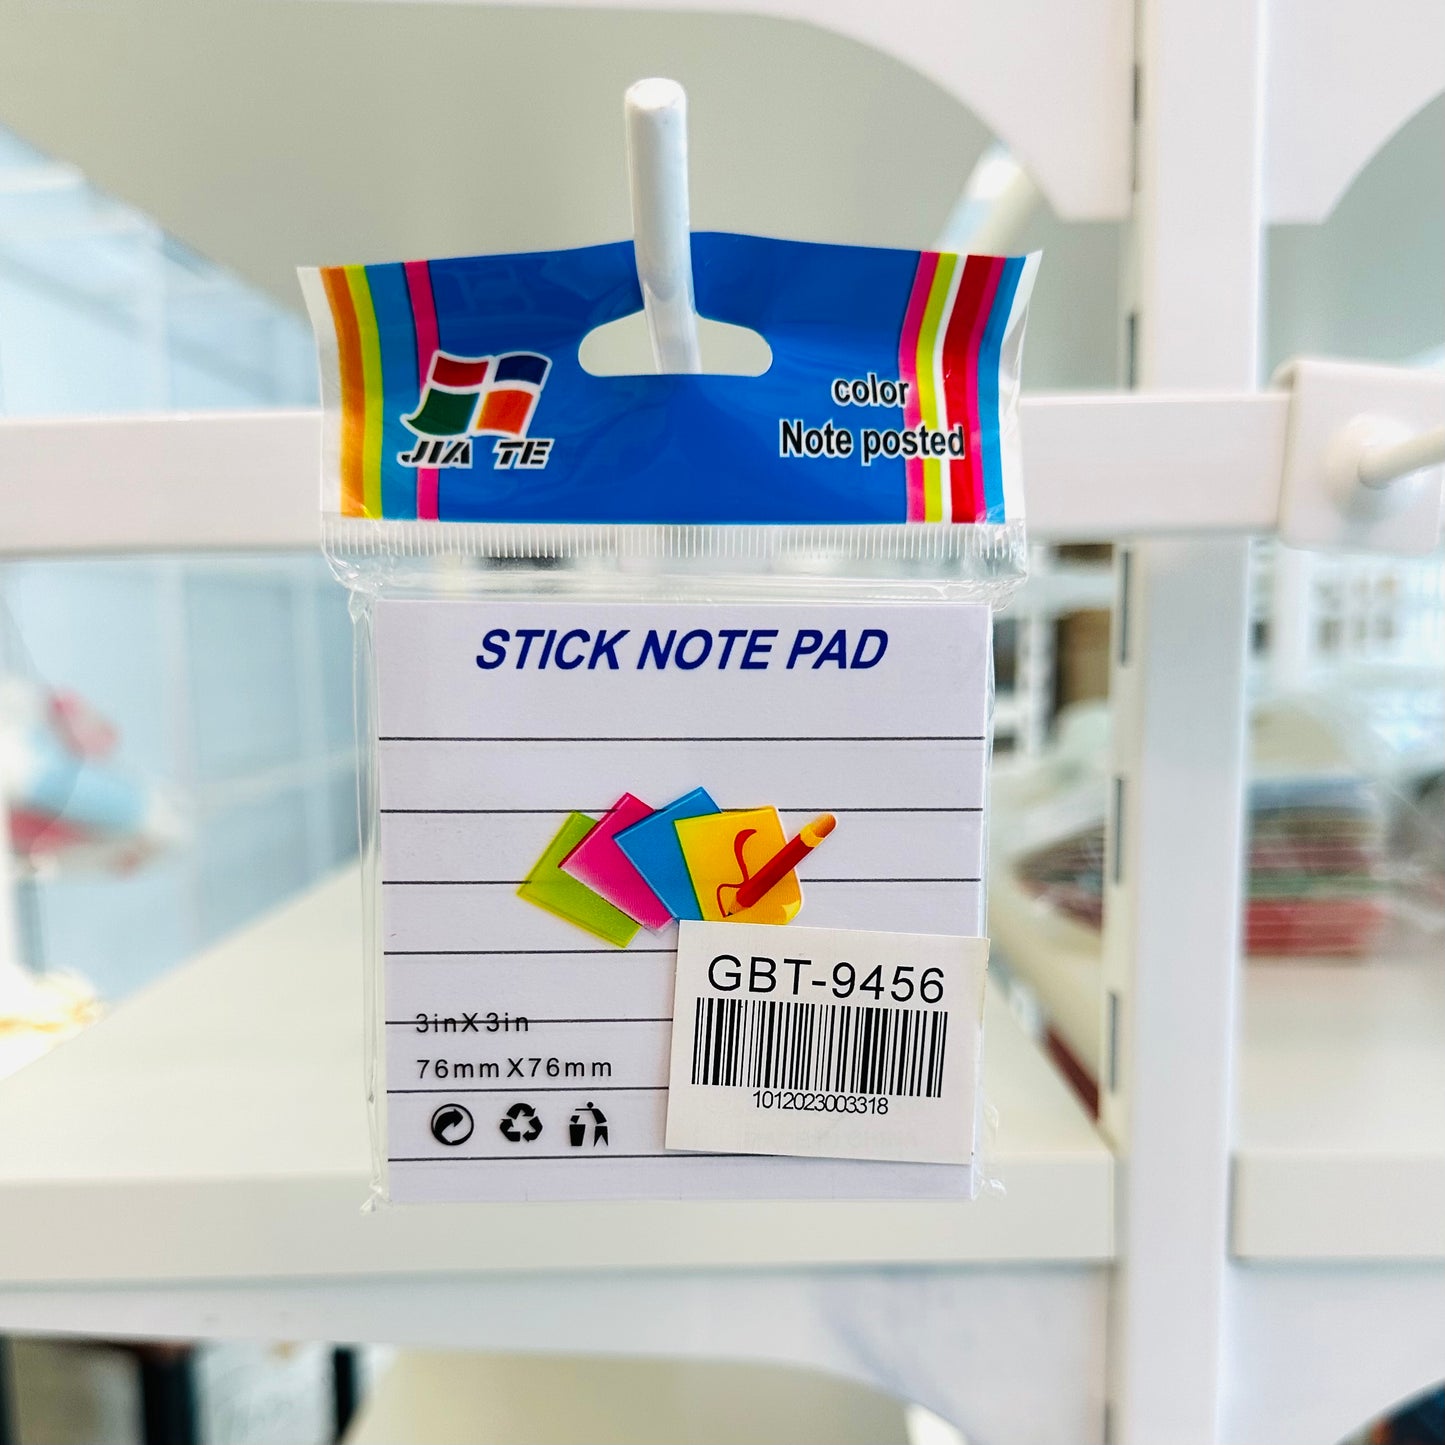 JIA TE
color
Note posted
STICK NOTE PAD
3inX3in
76mmX76mm
GBT-9456
1012023003318